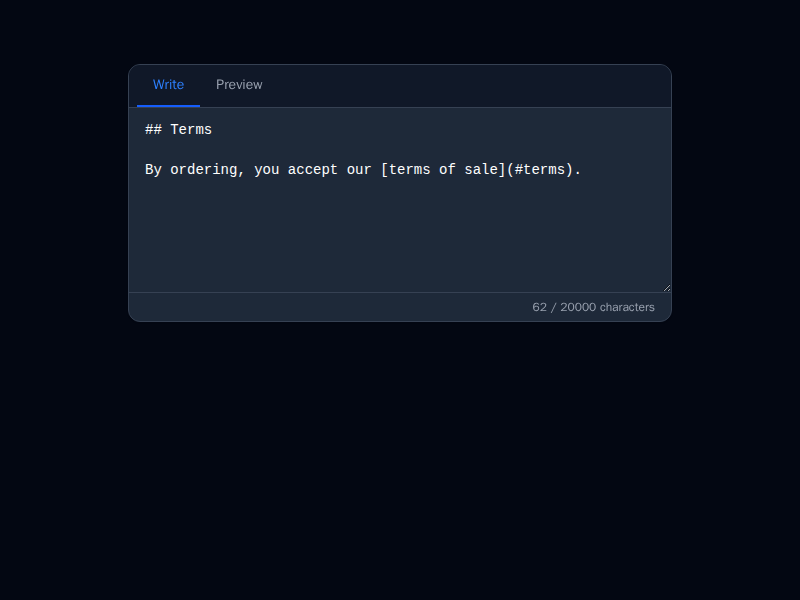 Write Preview
## Terms
By ordering, you accept our [terms of sale](#terms).
62 / 20000 characters